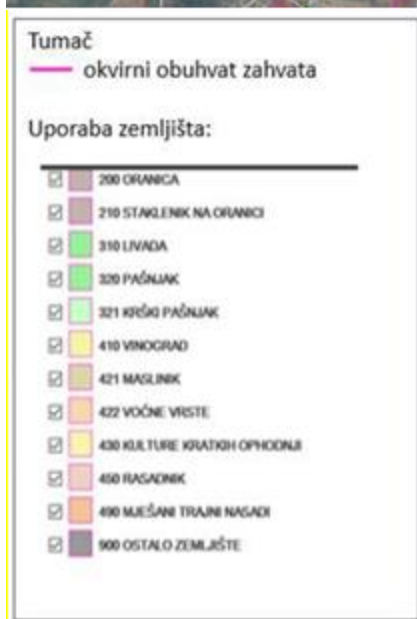 Tumač
okvirni obuhvat zahvata
Uporaba zemljišta:
200 ORANICA
210 STAKLENIK NA ORANICI
310 LIVADA
320 PAŠNJAK
321 KRŠKI PAŠNJAK
410 VINOGRAD
421 MASLINIK
422 VOĆNE VRSTE
430 KULTURE KRATKIH OPHODNJI
450 RASADNIK
490 MJEŠANI TRAJNI NASADI
900 OSTALO ZEMLJIŠTE